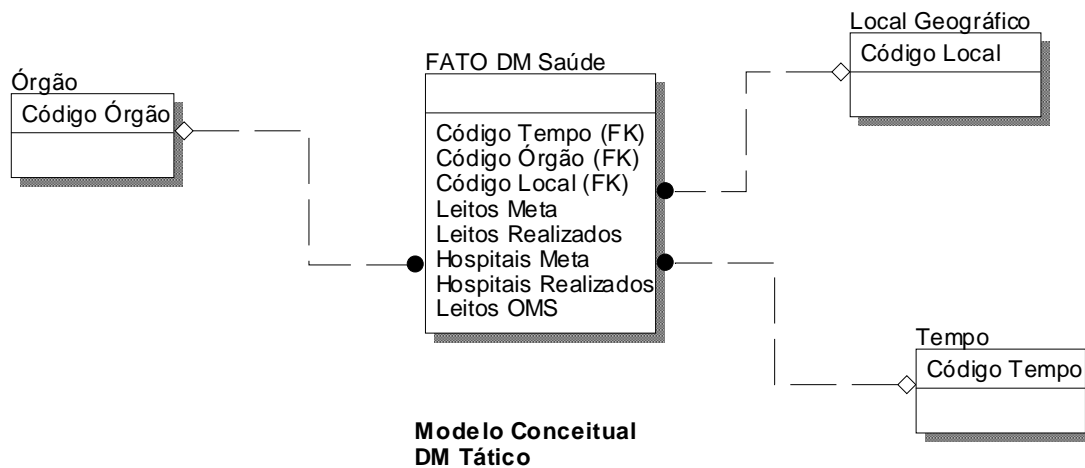 Órgão
Código Órgão
FATO DM Saúde
Código Tempo (FK)
Código Órgão (FK)
Código Local (FK)
Leitos Meta
Leitos Realizados
Hospitais Meta
Hospitais Realizados
Leitos OMS
Local Geográfico
Código Local
Tempo
Código Tempo
Modelo Conceitual
DM Tático